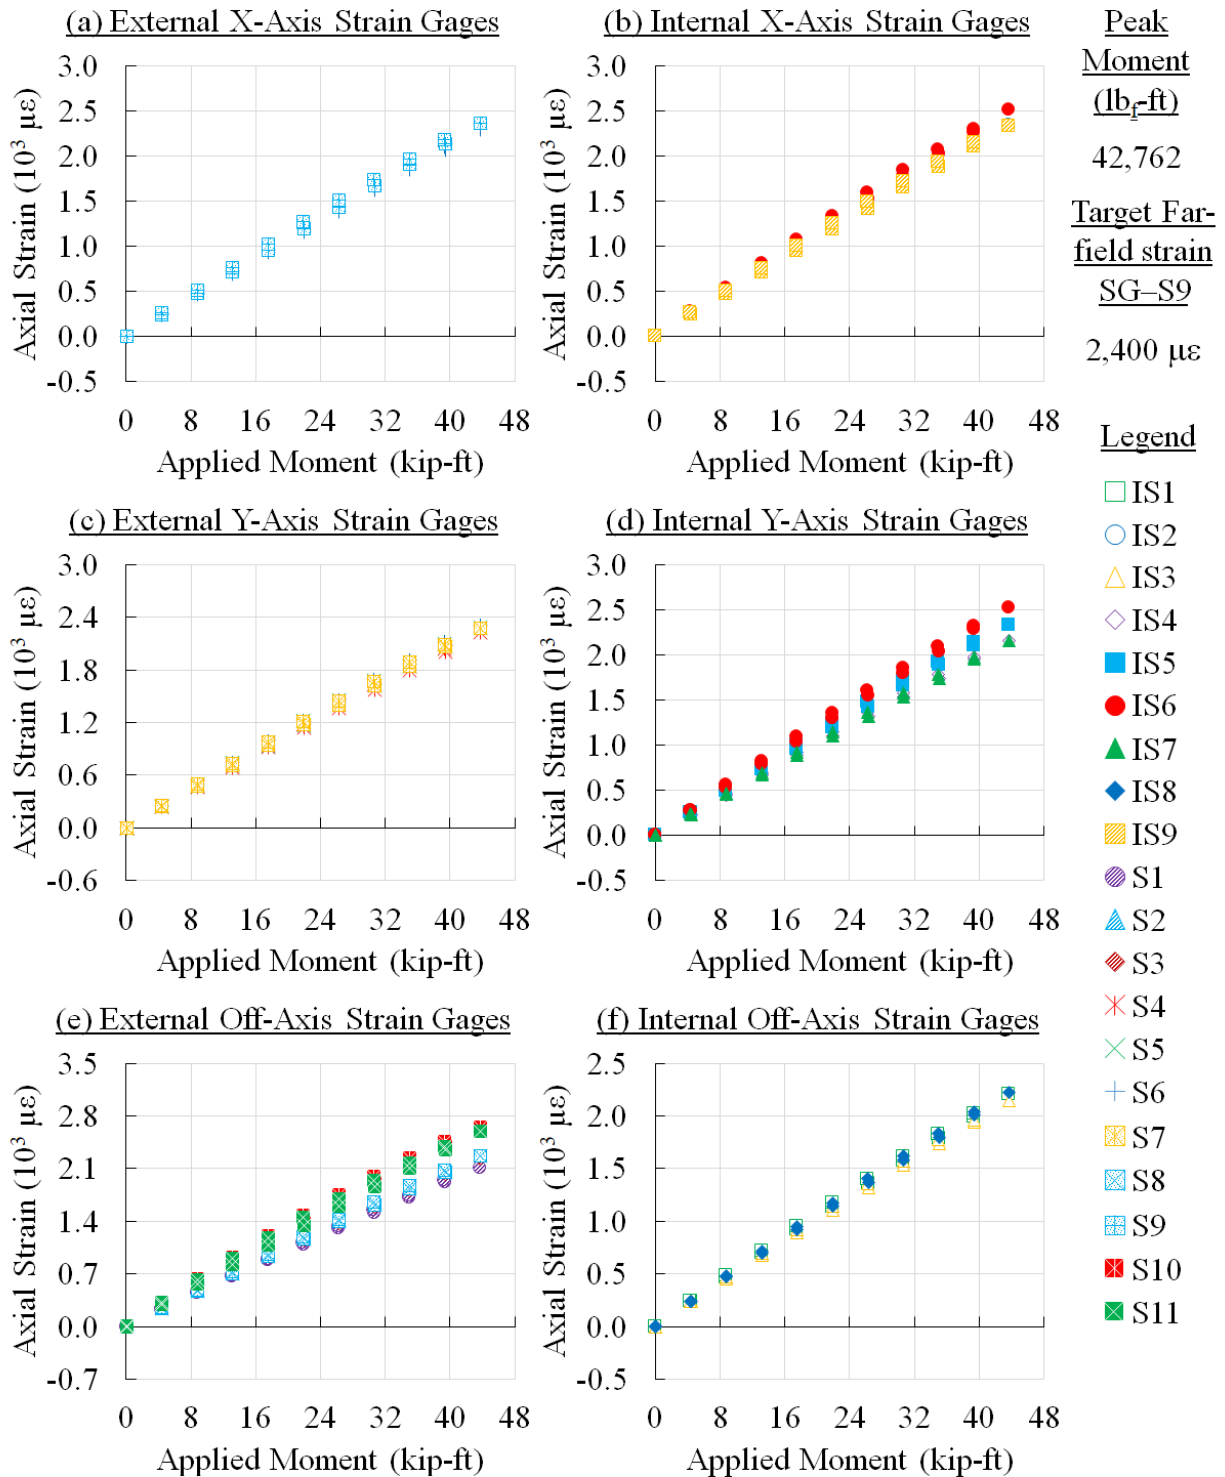 (a) External X-Axis Strain Gages
3.0
2.5
2.0
1.5
1.0
0.5
0.0
-0.5
Axial Strain (10³ µε)
0 8 16 24 32 40 48
Applied Moment (kip-ft)
(b) Internal X-Axis Strain Gages
3.0
2.5
2.0
1.5
1.0
0.5
0.0
-0.5
Axial Strain (10³ µε)
0 8 16 24 32 40 48
Applied Moment (kip-ft)
Peak
Moment
(lbf-ft)
42,762
Target Far-
field strain
SG–S9
2,400 µε
(c) External Y-Axis Strain Gages
3.0
2.4
1.8
1.2
0.6
0.0
-0.6
Axial Strain (10³ µε)
0 8 16 24 32 40 48
Applied Moment (kip-ft)
(d) Internal Y-Axis Strain Gages
3.0
2.5
2.0
1.5
1.0
0.5
0.0
-0.5
Axial Strain (10³ µε)
0 8 16 24 32 40 48
Applied Moment (kip-ft)
(e) External Off-Axis Strain Gages
3.5
2.8
2.1
1.4
0.7
0.0
-0.7
Axial Strain (10³ µε)
0 8 16 24 32 40 48
Applied Moment (kip-ft)
(f) Internal Off-Axis Strain Gages
2.5
2.0
1.5
1.0
0.5
0.0
-0.5
Axial Strain (10³ µε)
0 8 16 24 32 40 48
Applied Moment (kip-ft)
Legend
IS1
IS2
IS3
IS4
IS5
IS6
IS7
IS8
IS9
S1
S2
S3
S4
S5
S6
S7
S8
S9
S10
S11